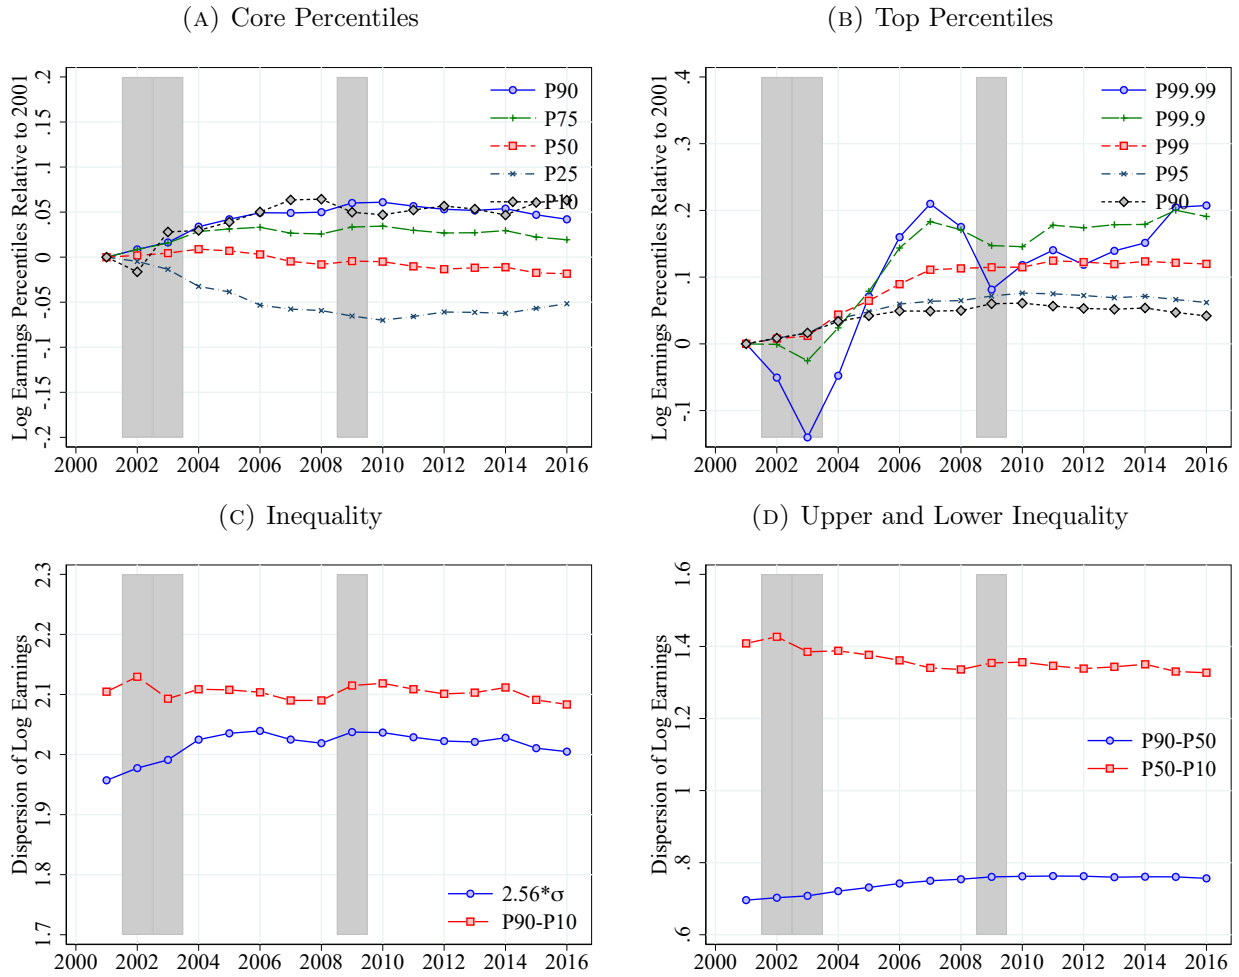 (A) Core Percentiles
Log Earnings Percentiles Relative to 2001
.2
.15
.1
.05
0
-.05
-.1
-.15
-.2
P90
P75
P50
P25
P10
2000 2002 2004 2006 2008 2010 2012 2014 2016
(B) Top Percentiles
Log Earnings Percentiles Relative to 2001
.4
.3
.2
.1
0
-.1
P99.99
P99.9
P99
P95
P90
2000 2002 2004 2006 2008 2010 2012 2014 2016
(C) Inequality
Dispersion of Log Earnings
2.3
2.2
2.1
2
1.9
1.8
1.7
2.56*σ
P90-P10
2000 2002 2004 2006 2008 2010 2012 2014 2016
(D) Upper and Lower Inequality
Dispersion of Log Earnings
1.6
1.4
1.2
1
.8
.6
P90-P50
P50-P10
2000 2002 2004 2006 2008 2010 2012 2014 2016